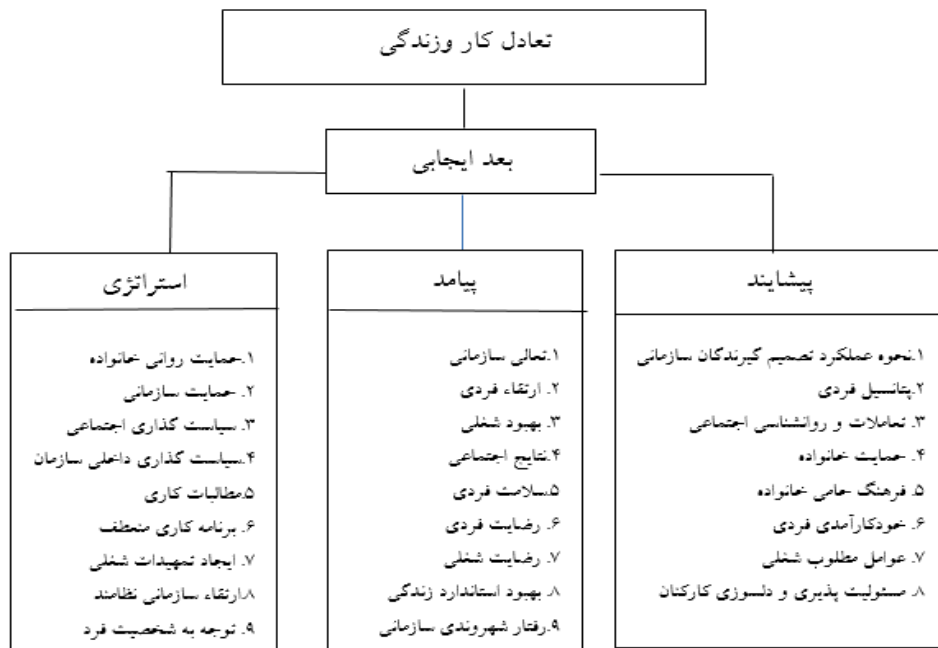 تعادل کار وزندگی
بعد ایجابی
پیشایند
۱.نحوه عملکرد تصمیم گیرندگان سازمانی
۲.پتانسیل فردی
۳. تعاملات و روانشناسی اجتماعی
۴. حمایت خانواده
۵. فرهنگ حامی خانواده
۶. خودکارآمدی فردی
۷. عوامل مطلوب شغلی
۸. مسئولیت پذیری و دلسوزی کارکنان
پیامد
۱.تعالی سازمانی
۲. ارتقاء فردی
۳. بهبود شغلی
۴.نتایج اجتماعی
۵.سلامت فردی
۶. رضایت فردی
۷. رضایت شغلی
۸. بهبود استاندارد زندگی
۹.رفتار شهروندی سازمانی
استراتژی
۱.حمایت روانی خانواده
۲. حمایت سازمانی
۳. سیاست گذاری اجتماعی
۴.سیاست گذاری داخلی سازمان
۵.مطالبات کاری
۶. برنامه کاری منعطف
۷. ایجاد تمهیدات شغلی
۸.ارتقاء سازمانی نظامند
۹. توجه به شخصیت فرد